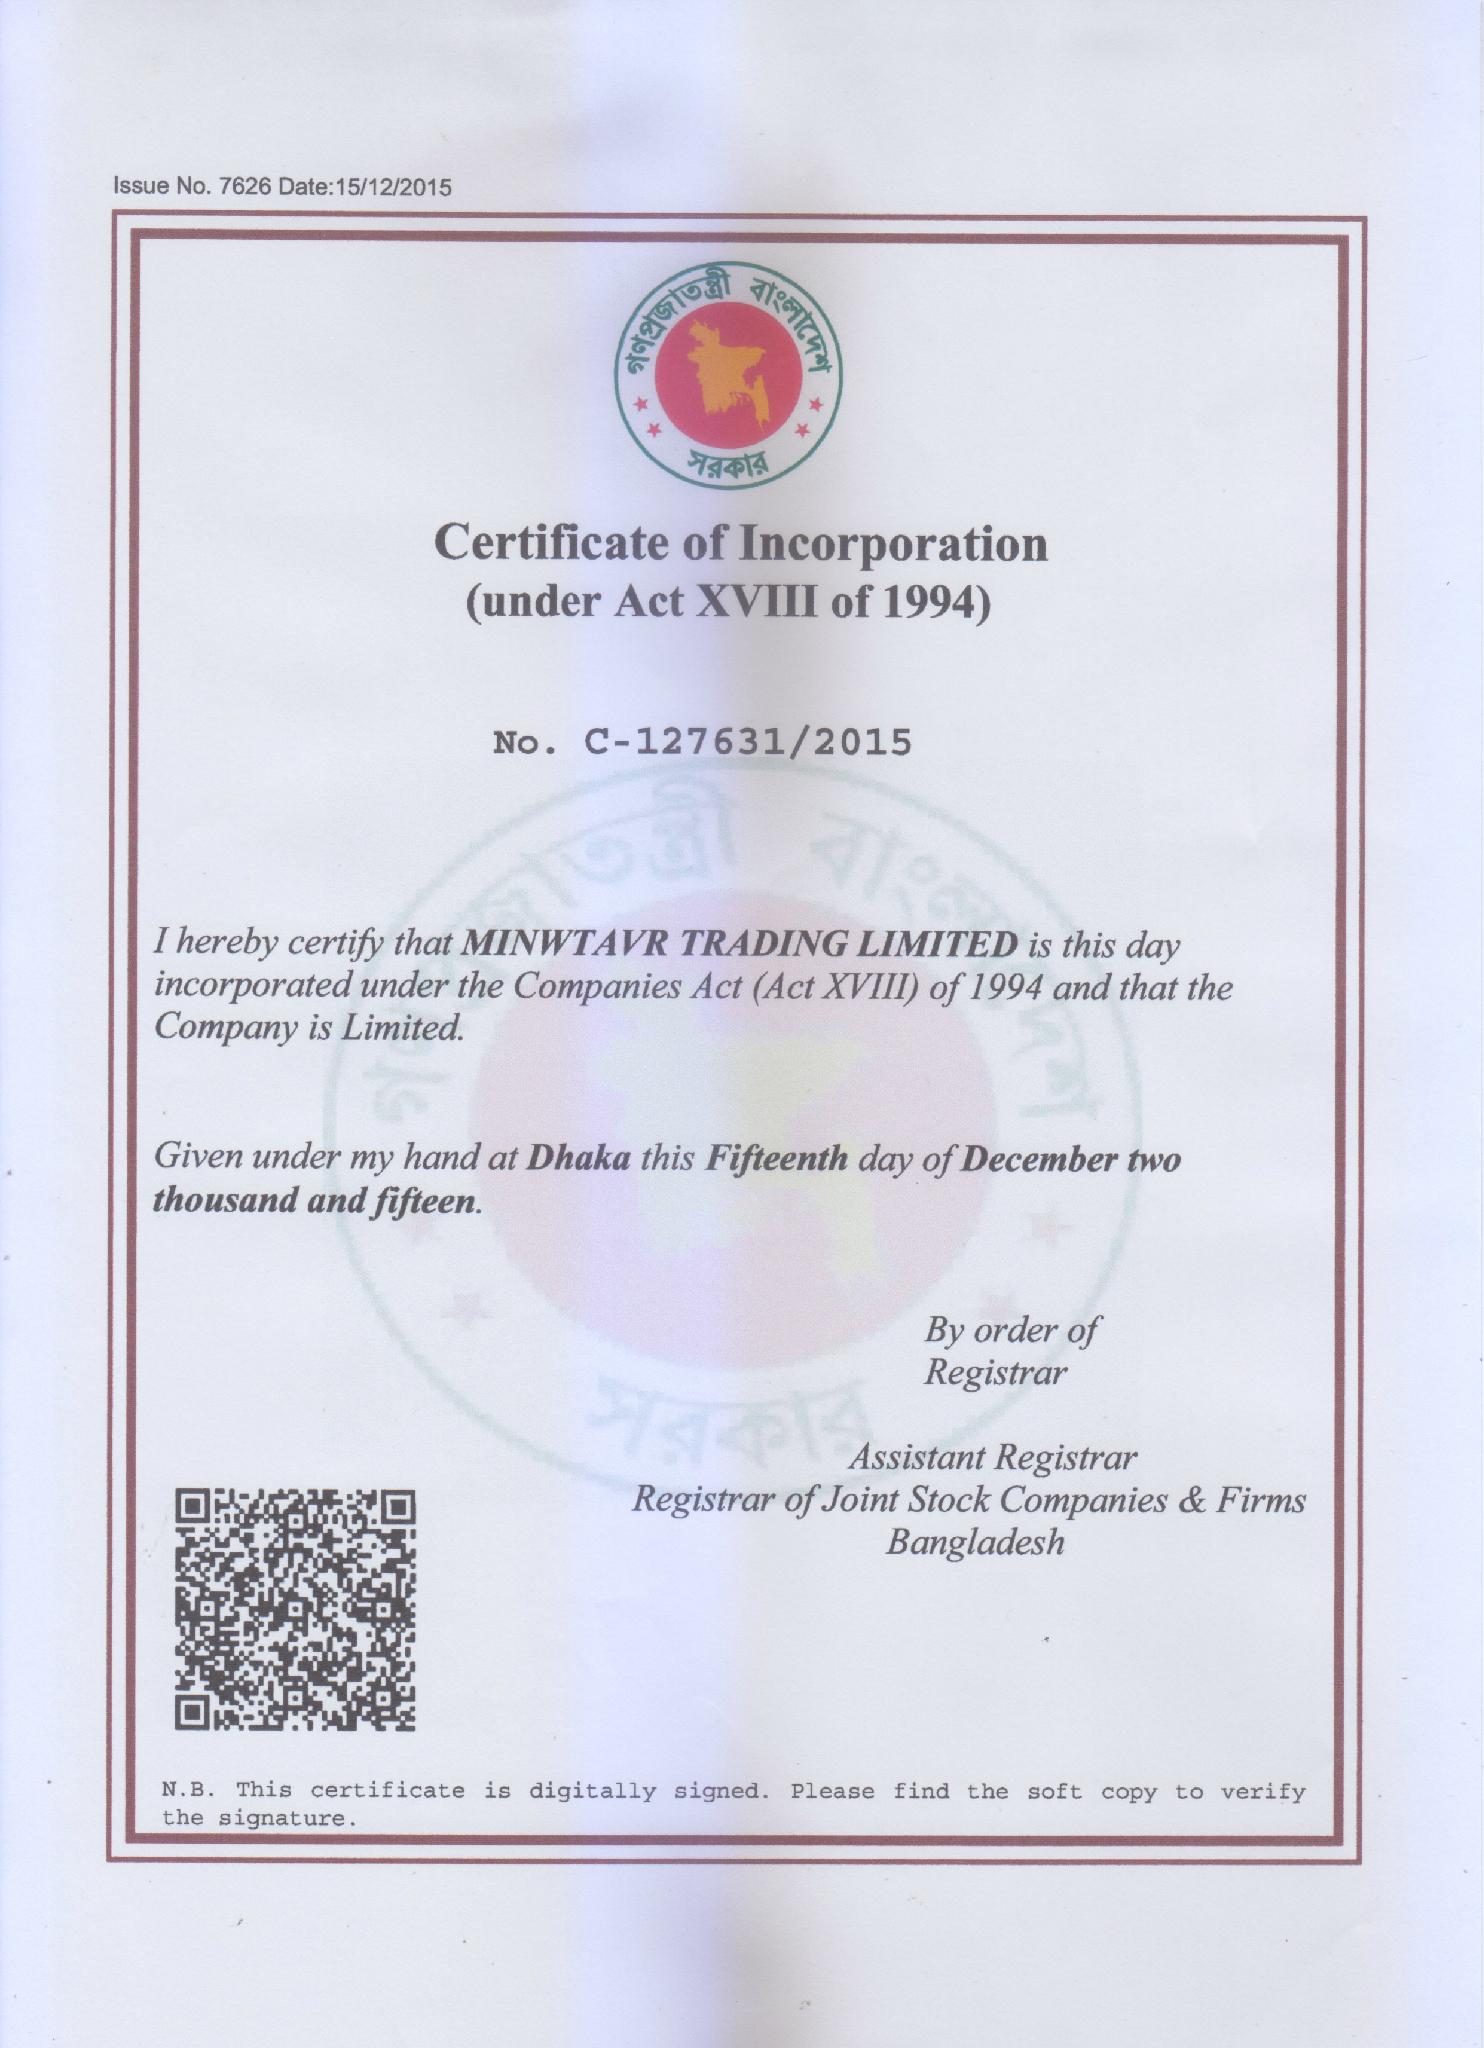 Issue No. 7626 Date:15/12/2015
গণপ্রজাতন্ত্রী বাংলাদেশ
সরকার
Certificate of Incorporation
(under Act XVIII of 1994)
No. C-127631/2015
গণপ্রজাতন্ত্রী বাংলাদেশ
I hereby certify that MINWTAVR TRADING LIMITED is this day
incorporated under the Companies Act (Act XVIII) of 1994 and that the
Company is Limited.
Given under my hand at Dhaka this Fifteenth day of December two
thousand and fifteen.
By order of
Registrar
সরকার
Assistant Registrar
Registrar of Joint Stock Companies & Firms
Bangladesh
N.B. This certificate is digitally signed. Please find the soft copy to verify
the signature.